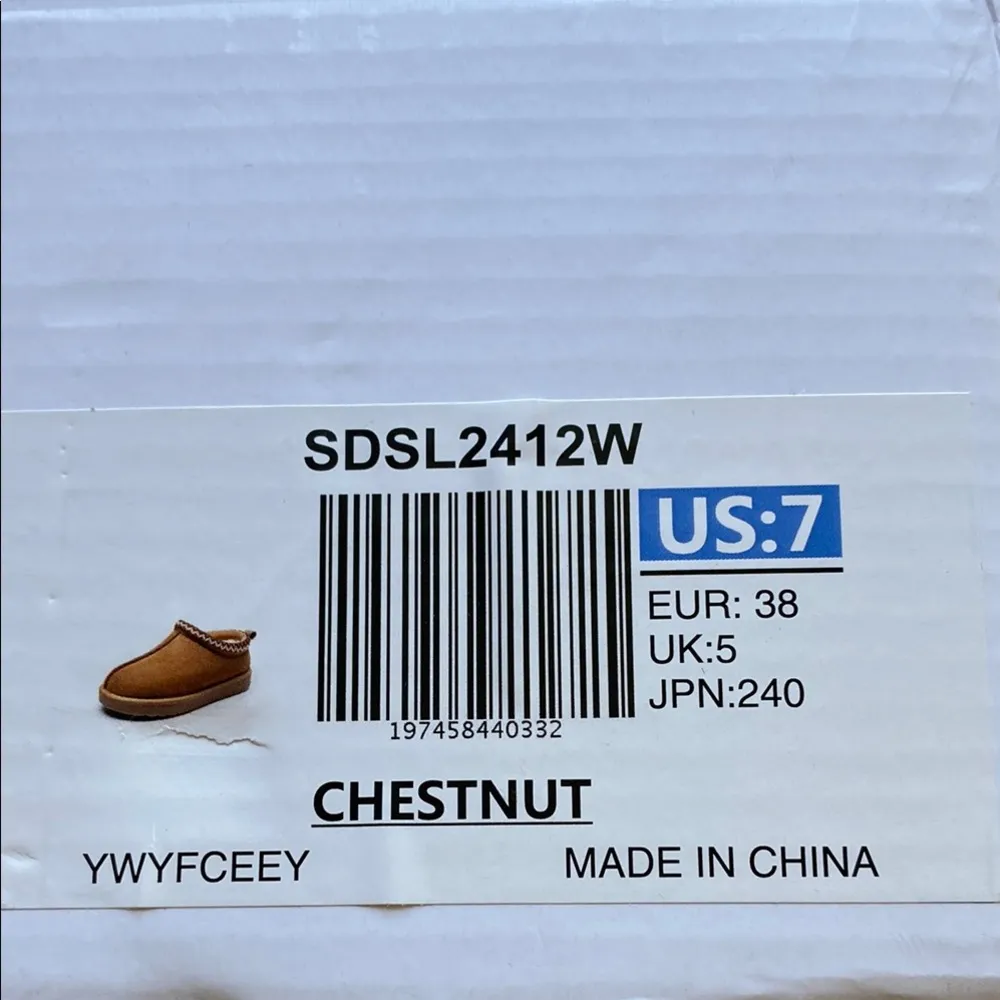 SDSL2412W
US:7
EUR: 38
UK:5
JPN:240
197458440332
CHESTNUT
YWYFCEEY
MADE IN CHINA